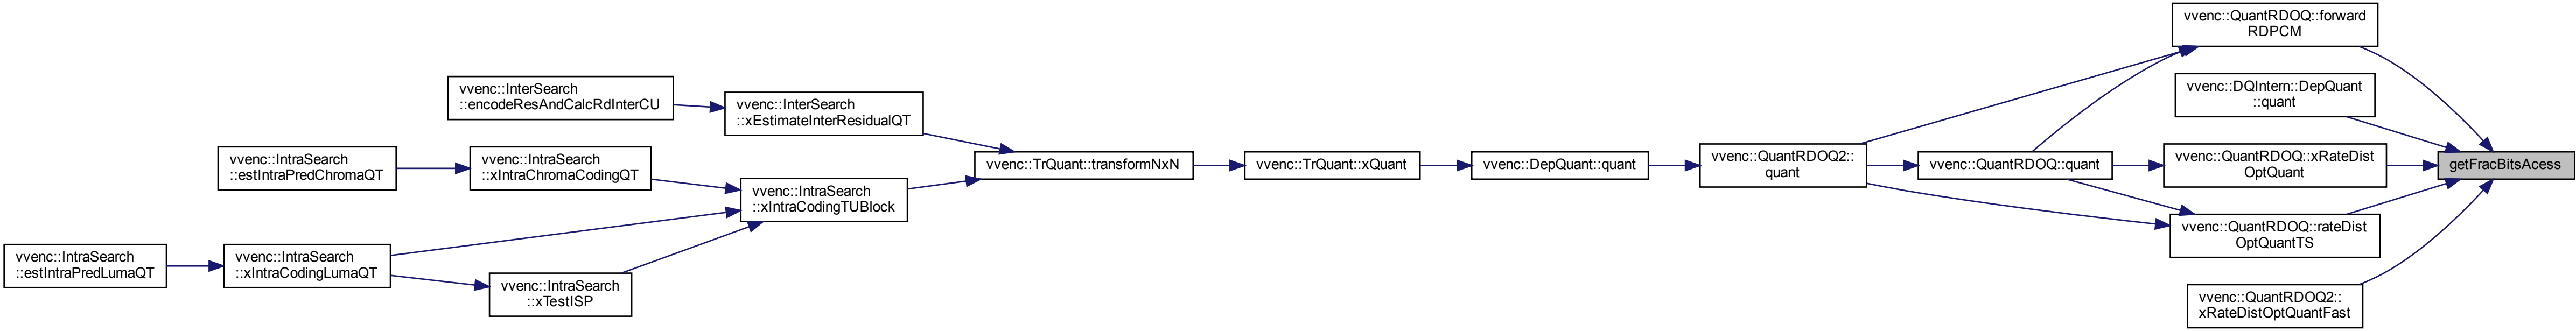 vvenc::IntraSearch
::estIntraPredLumaQT
vvenc::IntraSearch
::estIntraPredChromaQT
vvenc::IntraSearch
::xIntraCodingLumaQT
vvenc::InterSearch
::encodeResAndCalcRdInterCU
vvenc::IntraSearch
::xIntraChromaCodingQT
vvenc::IntraSearch
::xTestISP
vvenc::InterSearch
::xEstimateInterResidualQT
vvenc::IntraSearch
::xIntraCodingTUBlock
vvenc::TrQuant::transformNxN
vvenc::TrQuant::xQuant
vvenc::DepQuant::quant
vvenc::QuantRDOQ2::
quant
vvenc::QuantRDOQ::quant
vvenc::QuantRDOQ::forward
RDPCM
vvenc::DQIntern::DepQuant
::quant
vvenc::QuantRDOQ::xRateDist
OptQuant
vvenc::QuantRDOQ::rateDist
OptQuantTS
vvenc::QuantRDOQ2::
xRateDistOptQuantFast
getFracBitsAcess